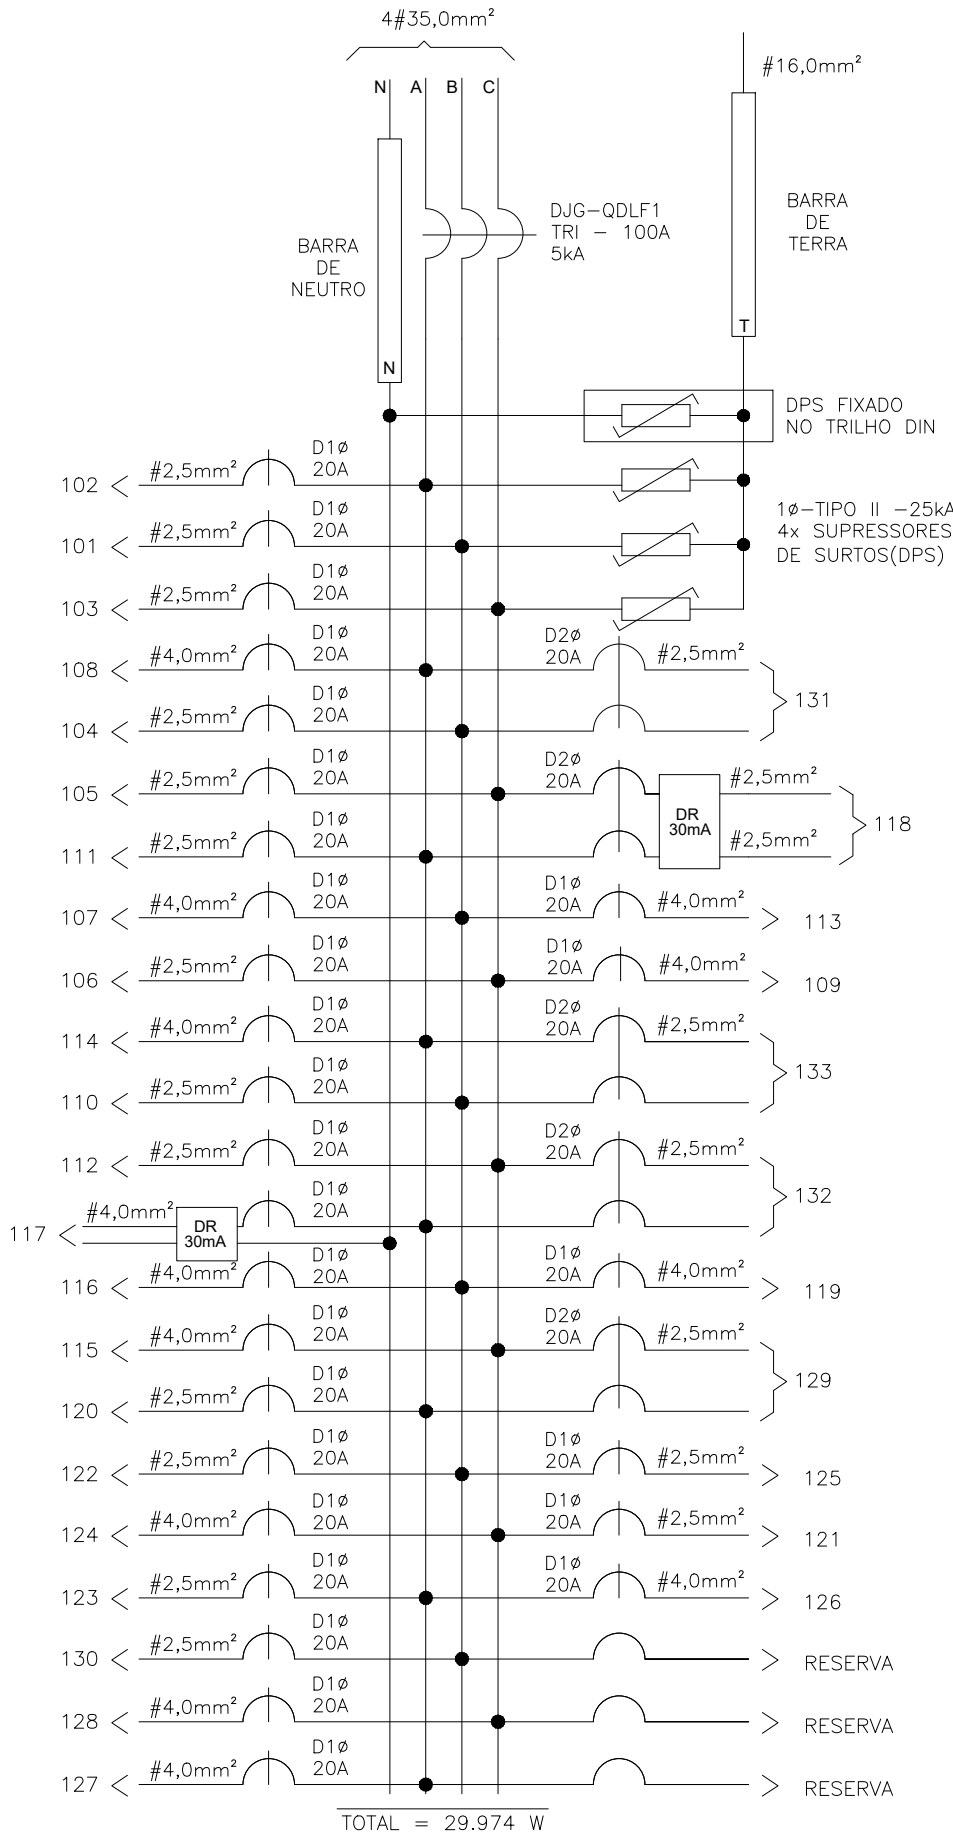 4#35,0mm²
N A B C
#16,0mm²
DJG-QDLF1
TRI - 100A
5kA
BARRA
DE
TERRA
BARRA
DE
NEUTRO
T
N
DPS FIXADO
NO TRILHO DIN
1ø-TIPO II -25kA
4x SUPRESSORES
DE SURTOS(DPS)
102 #2,5mm² D1ø
20A
101 #2,5mm² D1ø
20A
103 #2,5mm² D1ø
20A
108 #4,0mm² D1ø
20A
D2ø
20A #2,5mm²
131
104 #2,5mm² D1ø
20A
105 #2,5mm² D1ø
20A
D2ø
20A
DR
30mA
#2,5mm²
118
111 #2,5mm² D1ø
20A
#2,5mm²
107 #4,0mm² D1ø
20A
D1ø
20A #4,0mm² 113
106 #2,5mm² D1ø
20A
D1ø
20A #4,0mm² 109
114 #4,0mm² D1ø
20A
D2ø
20A #2,5mm²
133
110 #2,5mm² D1ø
20A
112 #2,5mm² D1ø
20A
D2ø
20A #2,5mm²
132
117 #4,0mm²
DR
30mA
D1ø
20A
116 #4,0mm² D1ø
20A
D1ø
20A #4,0mm² 119
115 #4,0mm² D1ø
20A
D2ø
20A #2,5mm²
129
120 #2,5mm² D1ø
20A
122 #2,5mm² D1ø
20A
D1ø
20A #2,5mm² 125
124 #4,0mm² D1ø
20A
D1ø
20A #2,5mm² 121
123 #2,5mm² D1ø
20A
D1ø
20A #4,0mm² 126
130 #2,5mm² D1ø
20A
RESERVA
128 #4,0mm² D1ø
20A
RESERVA
127 #4,0mm² D1ø
20A
RESERVA
TOTAL = 29.974 W